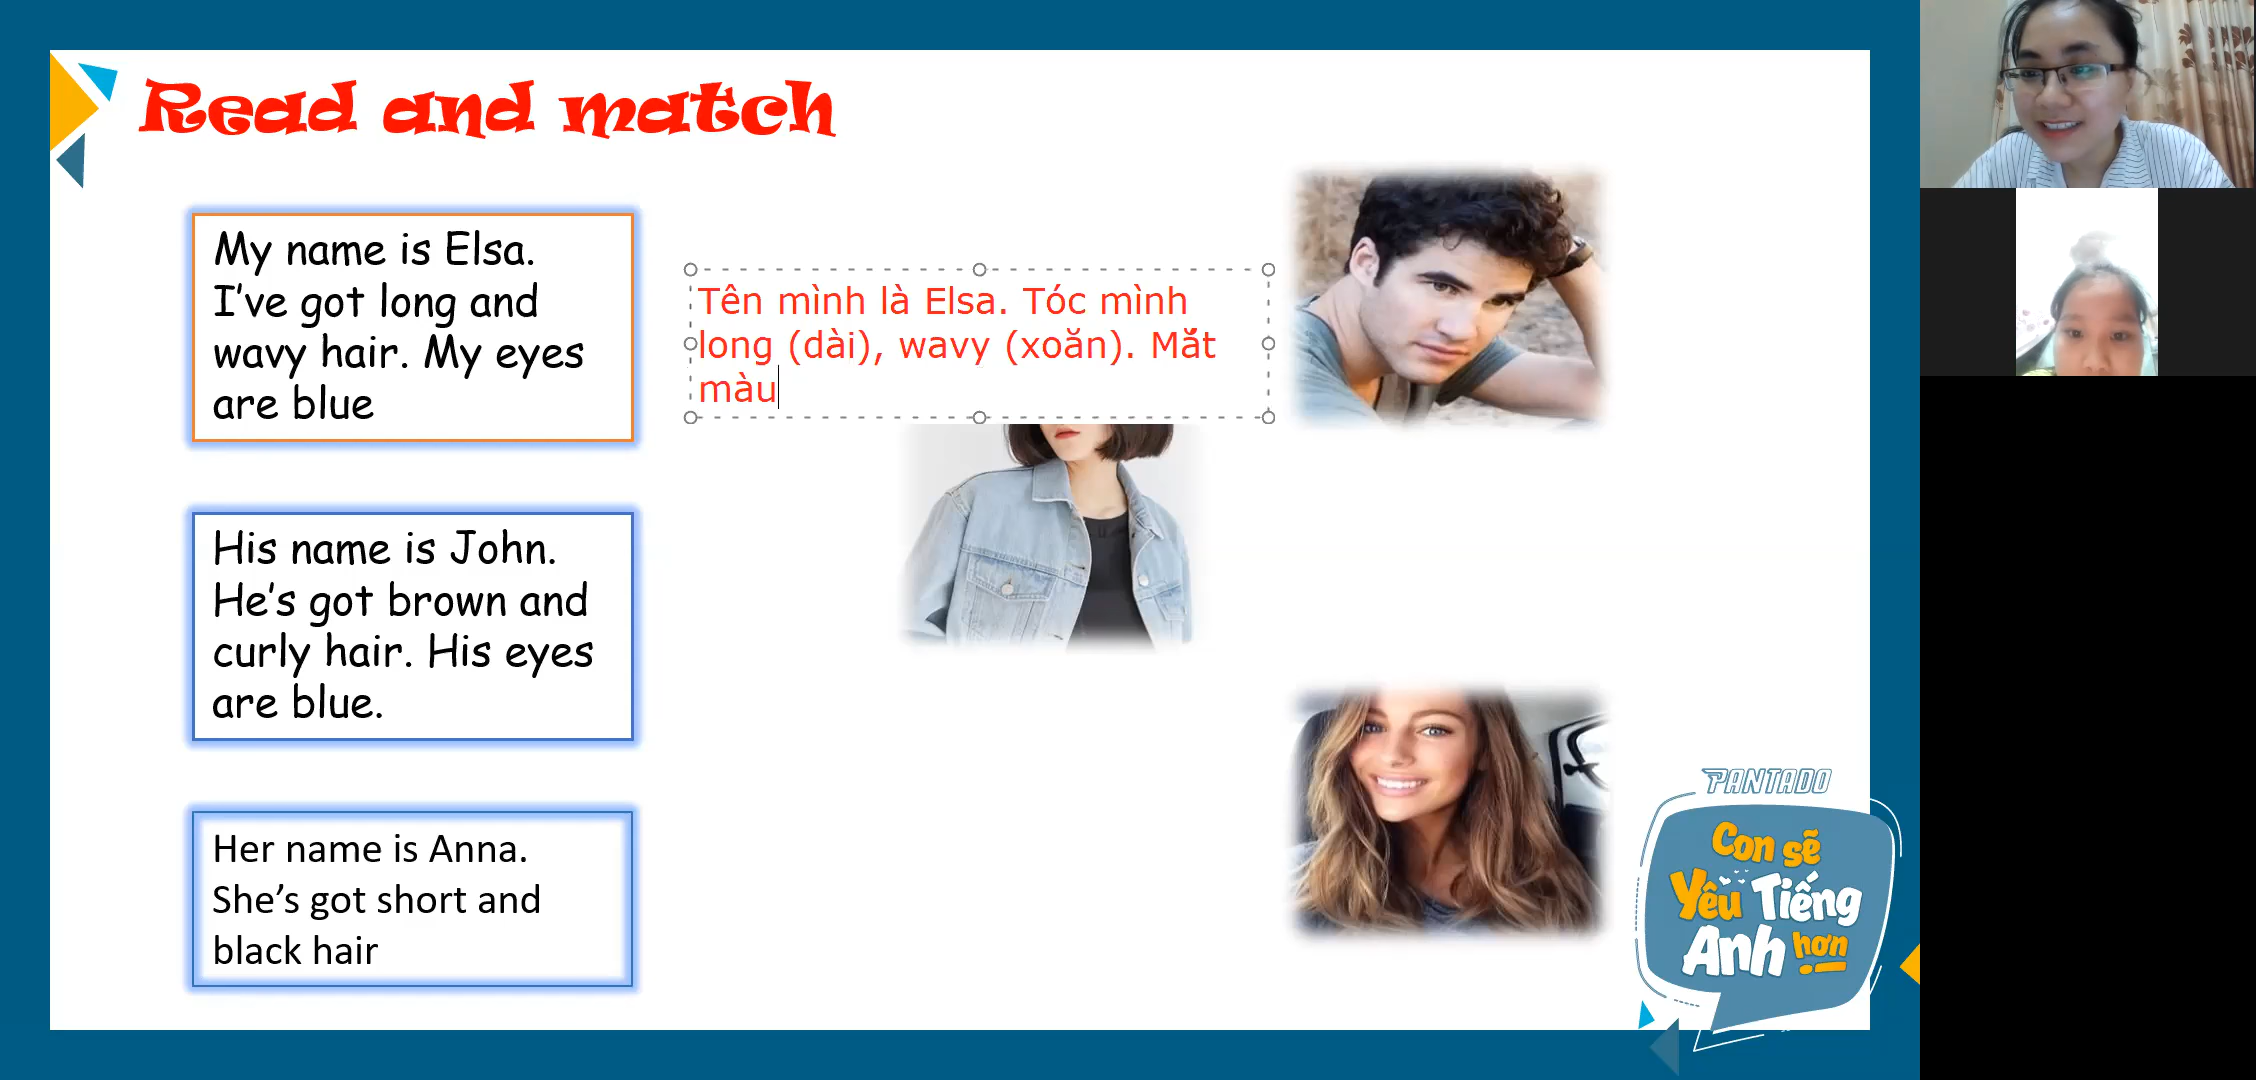 Read and match
My name is Elsa.
I've got long and
wavy hair. My eyes
are blue
Tên mình là Elsa. Tóc mình
long (dài), wavy (xoăn). Mắt
màu
His name is John.
He's got brown and
curly hair. His eyes
are blue.
Her name is Anna.
She's got short and
black hair
PANTADO
Con sẽ
Yêu Tiếng
Anh hơn